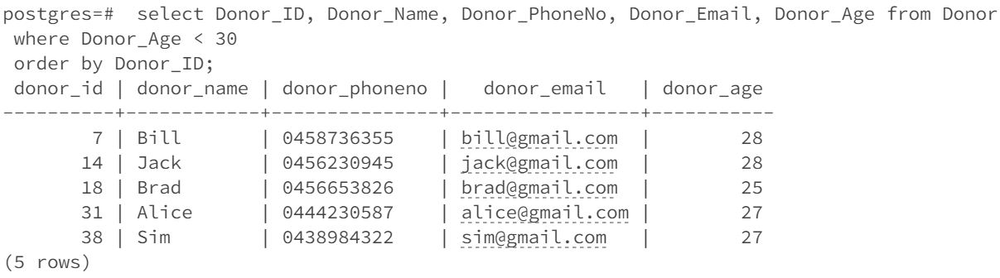 postgres=#  select Donor_ID, Donor_Name, Donor_PhoneNo, Donor_Email, Donor_Age from Donor
 where Donor_Age < 30
 order by Donor_ID;
 donor_id | donor_name | donor_phoneno |   donor_email   | donor_age
----------+------------+---------------+-----------------+-----------
        7 | Bill       | 0458736355    | bill@gmail.com  |        28
       14 | Jack       | 0456230945    | jack@gmail.com  |        28
       18 | Brad       | 0456653826    | brad@gmail.com  |        25
       31 | Alice      | 0444230587    | alice@gmail.com |        27
       38 | Sim        | 0438984322    | sim@gmail.com   |        27
(5 rows)